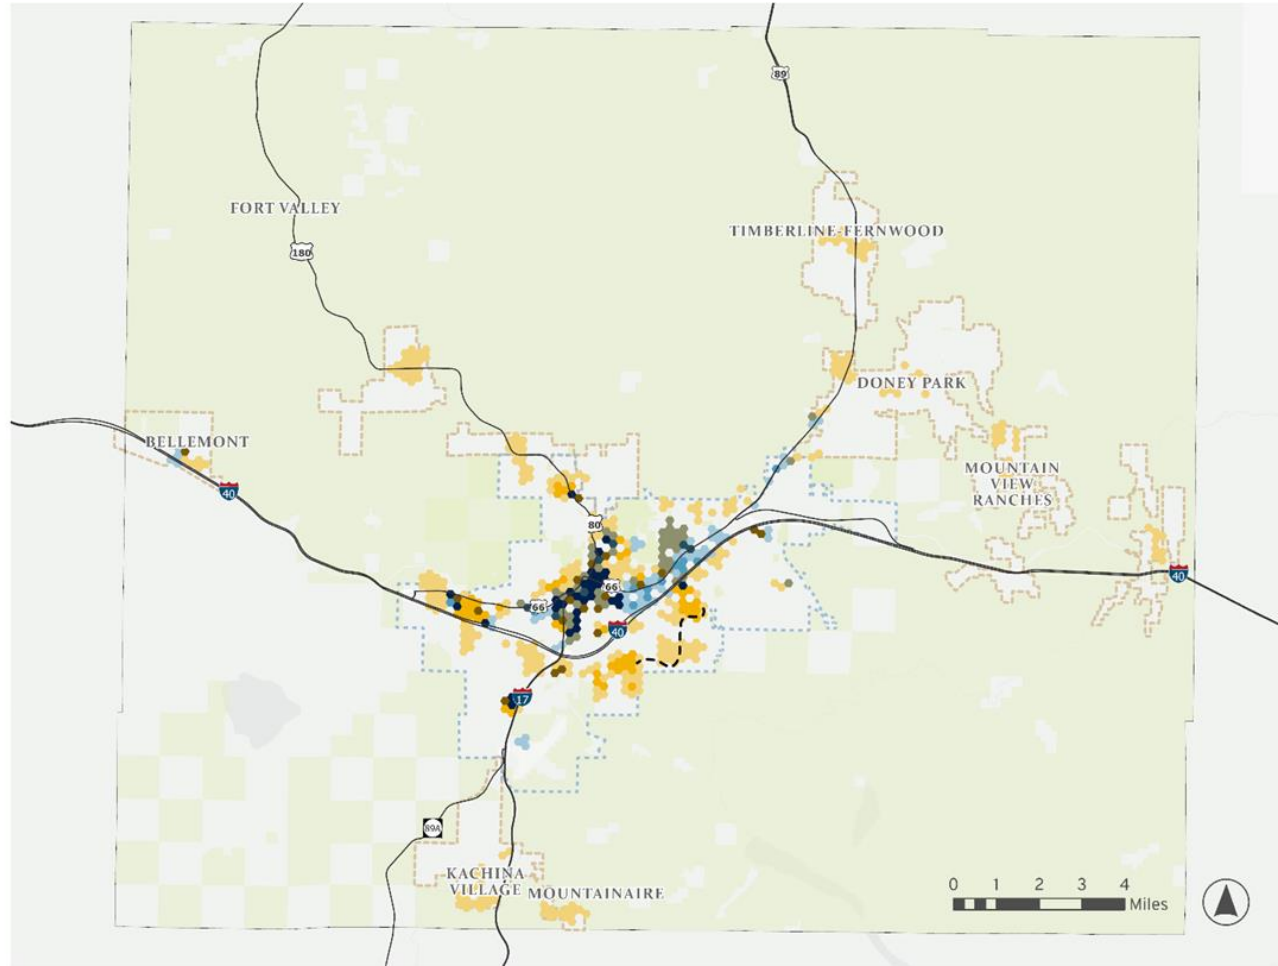 89
FORT VALLEY
TIMBERLINE-FERNWOOD
180
DONEY PARK
BELLEMONT
MOUNTAIN
VIEW
RANCHES
40
80
40
66
66
40
17
89A
KACHINA
VILLAGE
MOUNTAINAIRE
0 1 2 3 4
Miles